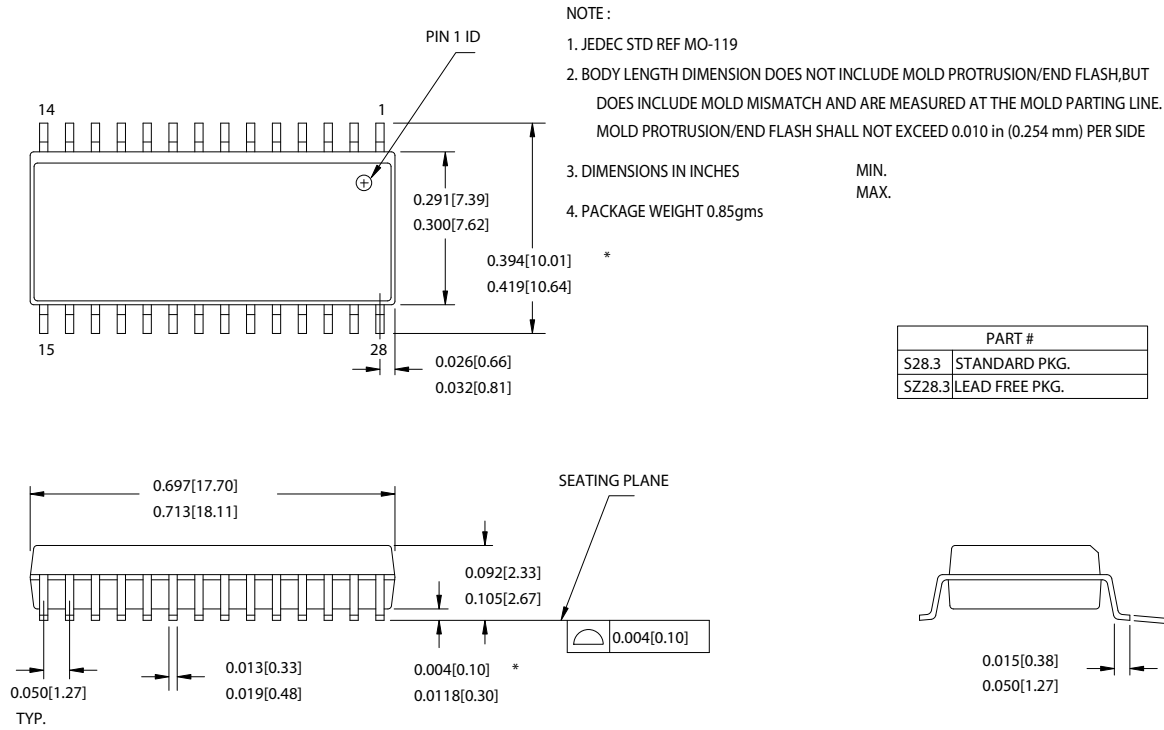 NOTE :
PIN 1 ID
1. JEDEC STD REF MO-119
2. BODY LENGTH DIMENSION DOES NOT INCLUDE MOLD PROTRUSION/END FLASH,BUT
DOES INCLUDE MOLD MISMATCH AND ARE MEASURED AT THE MOLD PARTING LINE.
MOLD PROTRUSION/END FLASH SHALL NOT EXCEED 0.010 in (0.254 mm) PER SIDE
3. DIMENSIONS IN INCHES MIN.
MAX.
4. PACKAGE WEIGHT 0.85gms
14 1
0.291[7.39]
0.300[7.62]
0.394[10.01] *
0.419[10.64]
15 28
0.026[0.66]
0.032[0.81]
PART #
S28.3 STANDARD PKG.
SZ28.3 LEAD FREE PKG.
0.697[17.70]
0.713[18.11]
SEATING PLANE
0.092[2.33]
0.105[2.67]
0.004[0.10]
0.050[1.27]
TYP.
0.013[0.33]
0.019[0.48]
0.004[0.10] *
0.0118[0.30]
0.015[0.38]
0.050[1.27]